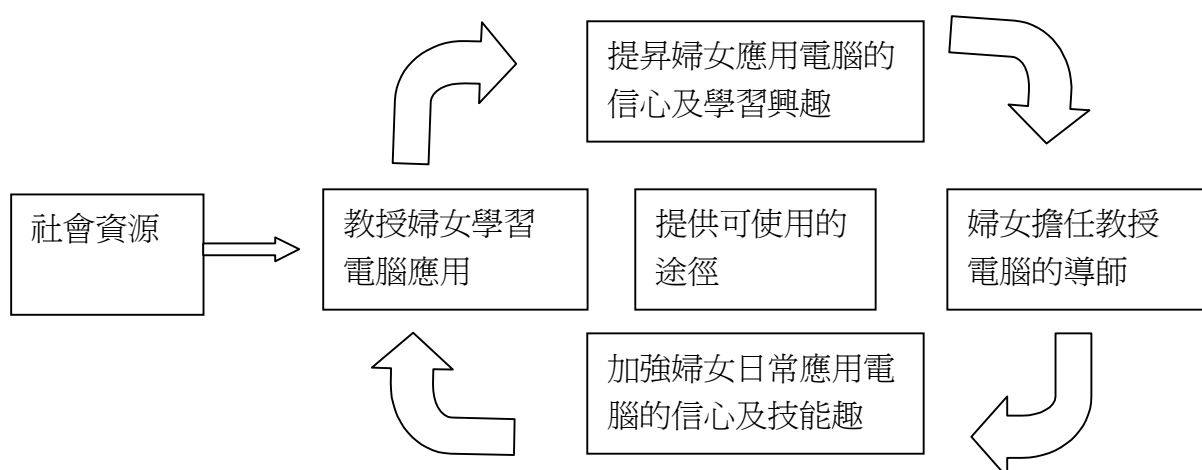 提昇婦女應用電腦的
信心及學習興趣
社會資源
教授婦女學習
電腦應用
提供可使用的
途徑
婦女擔任教授
電腦的導師
加強婦女日常應用電
腦的信心及技能趣